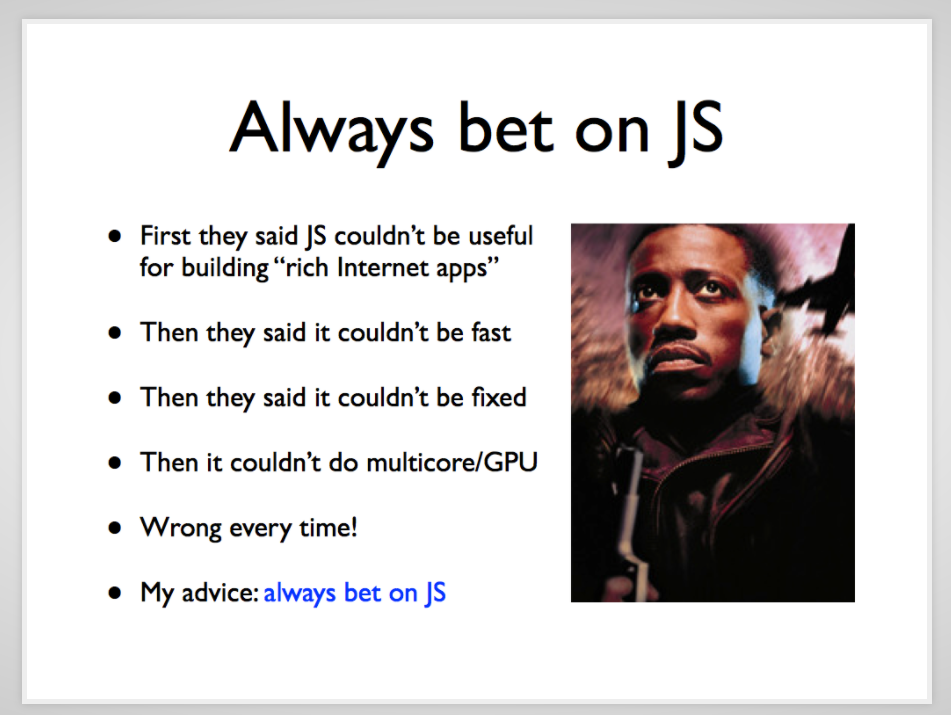 Always bet on JS
First they said JS couldn’t be useful
for building “rich Internet apps”
Then they said it couldn’t be fast
Then they said it couldn’t be fixed
Then it couldn’t do multicore/GPU
Wrong every time!
My advice: always bet on JS